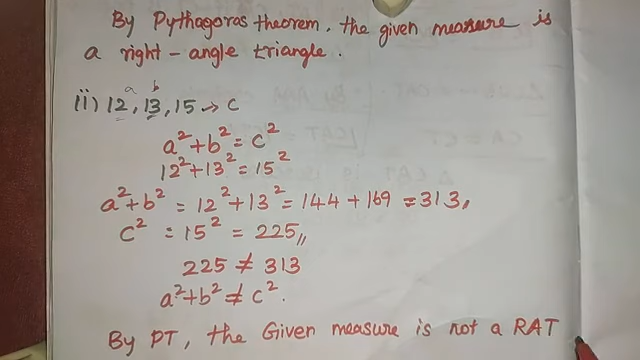 By Pythagoras theorem, the given measure is
a right-angle triangle.
a b
(ii) 12, 13, 15 → C
a² + b² = c²
12² + 13² = 15²
a² + b² = 12² + 13² = 144 + 169 = 313,,
c² = 15² = 225,,
225 ≠ 313
a² + b² ≠ c².
By PT, the Given measure is not a RAT